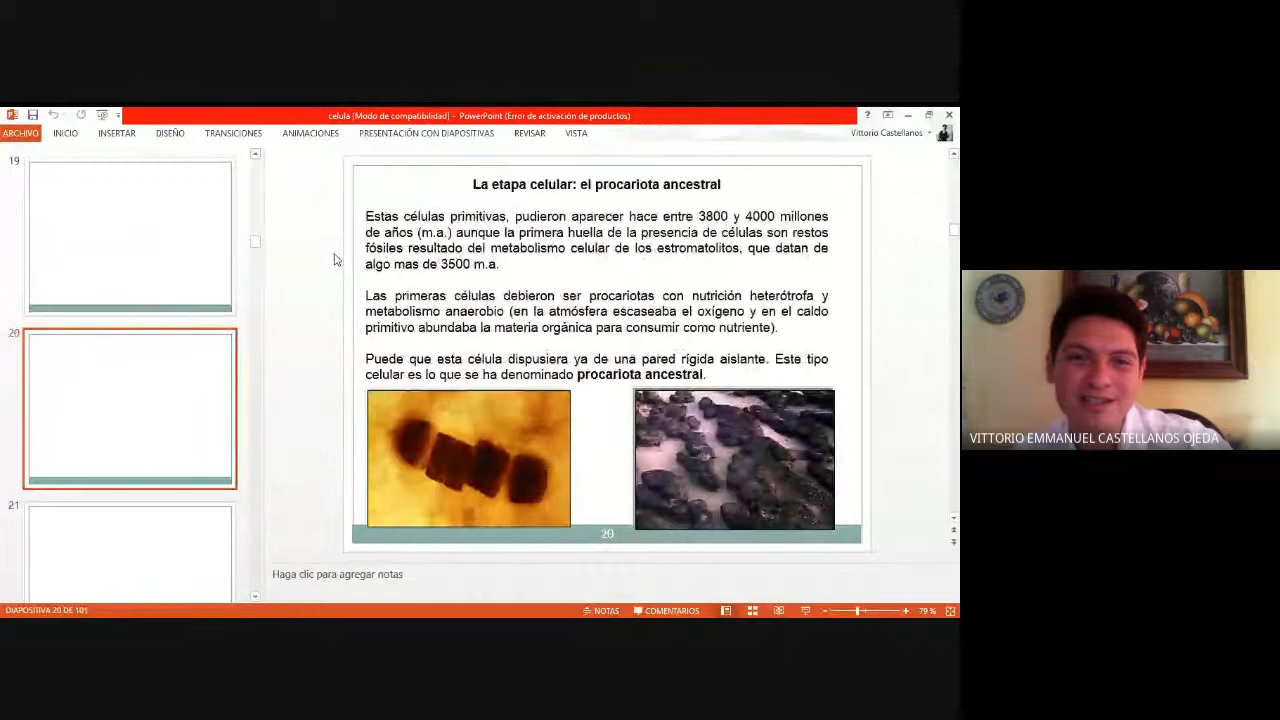 celula [Modo de compatibilidad] - PowerPoint (Error de activación de productos)
?
ARCHIVO INICIO INSERTAR DISEÑO TRANSICIONES ANIMACIONES PRESENTACIÓN CON DIAPOSITIVAS REVISAR VISTA Vittorio Castellanos
19
20
21
La etapa celular: el procariota ancestral
Estas células primitivas, pudieron aparecer hace entre 3800 y 4000 millones
de años (m.a.) aunque la primera huella de la presencia de células son restos
fósiles resultado del metabolismo celular de los estromatolitos, que datan de
algo mas de 3500 m.a.
Las primeras células debieron ser procariotas con nutrición heterótrofa y
metabolismo anaerobio (en la atmósfera escaseaba el oxígeno y en el caldo
primitivo abundaba la materia orgánica para consumir como nutriente).
Puede que esta célula dispusiera ya de una pared rígida aislante. Este tipo
celular es lo que se ha denominado procariota ancestral.
20
Haga clic para agregar notas
DIAPOSITIVA 20 DE 101 NOTAS COMENTARIOS 79 %
VITTORIO EMMANUEL CASTELLANOS OJEDA